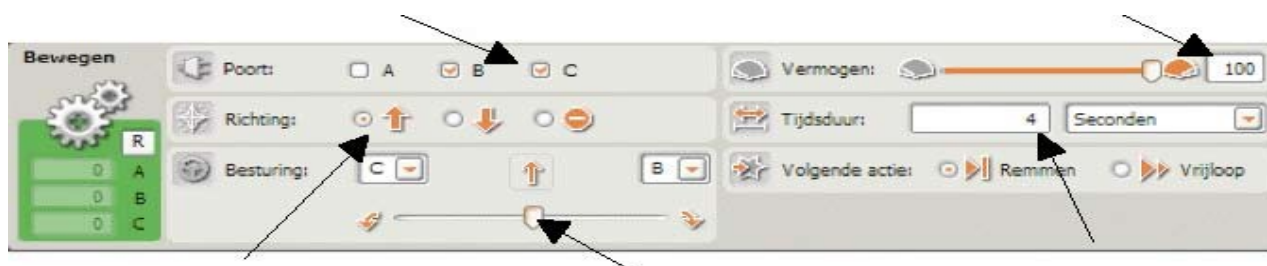 Bewegen
R
0 A
0 B
0 C
Poort: A B C
Richting:
Besturing: C B
Vermogen: 100
Tijdsduur: 4 Seconden
Volgende actie: Remmen Vrijloop